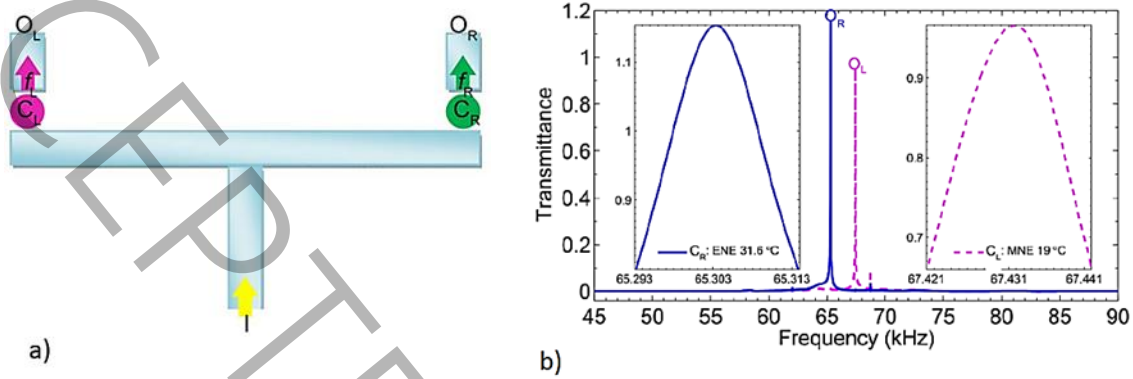 O_L
O_R
f_L
f_R
C_L
C_R
I
a)
1.2
1
0.8
0.6
0.4
0.2
0
Transmittance
O_R
O_L
1.1
1
0.9
C_R: ENE 31.6 °C
65.293 65.303 65.313
0.9
0.8
0.7
C_L: MNE 19 °C
67.421 67.431 67.441
45 50 55 60 65 70 75 80 85 90
Frequency (kHz)
b)
CEPTE